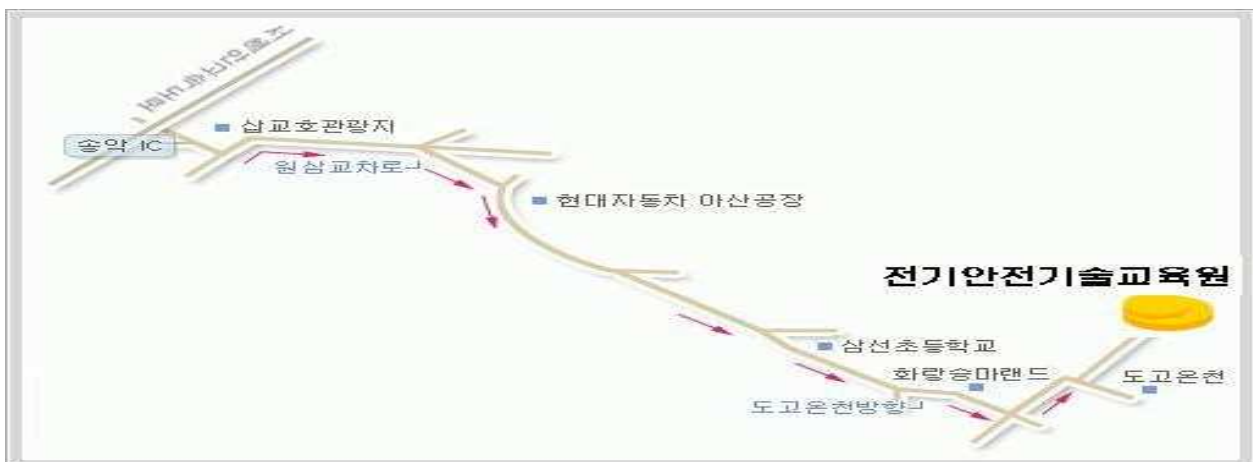 서해안고속도로
송악 IC
삽교호관광지
원삽교차로
현대자동차 아산공장
전기안전기술교육원
삼선초등학교
화랑승마랜드
도고온천
도고온천방향